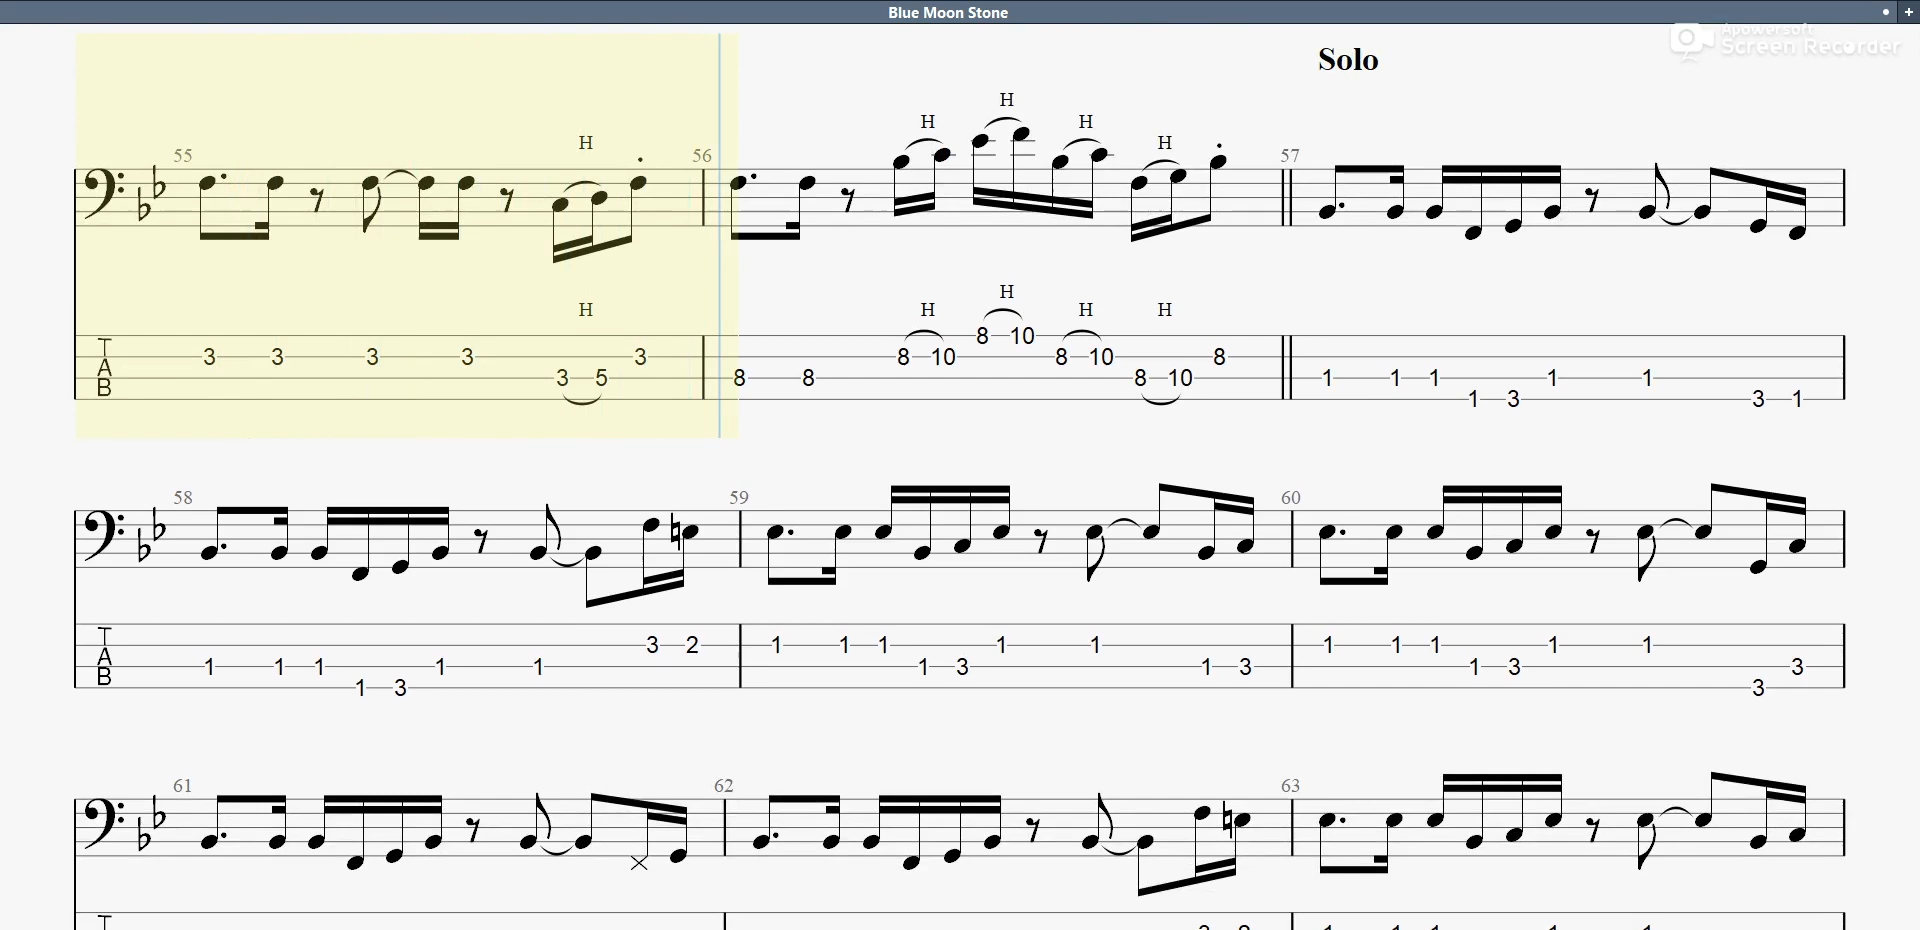 Blue Moon Stone
Apowersoft
Screen Recorder
Solo
H
H H H H
55 56 57
H H H H H
T
A
B
3 3 3 3 3 5 3 8 8 8 10 8 10 8 10 8 10 8 1 1 1 1 3 1 1 3 1
58 59 60
T
A
B
1 1 1 1 3 1 1 3 2 1 1 1 1 3 1 1 1 3 1 1 1 1 3 1 1 3 3
61 62 63
T